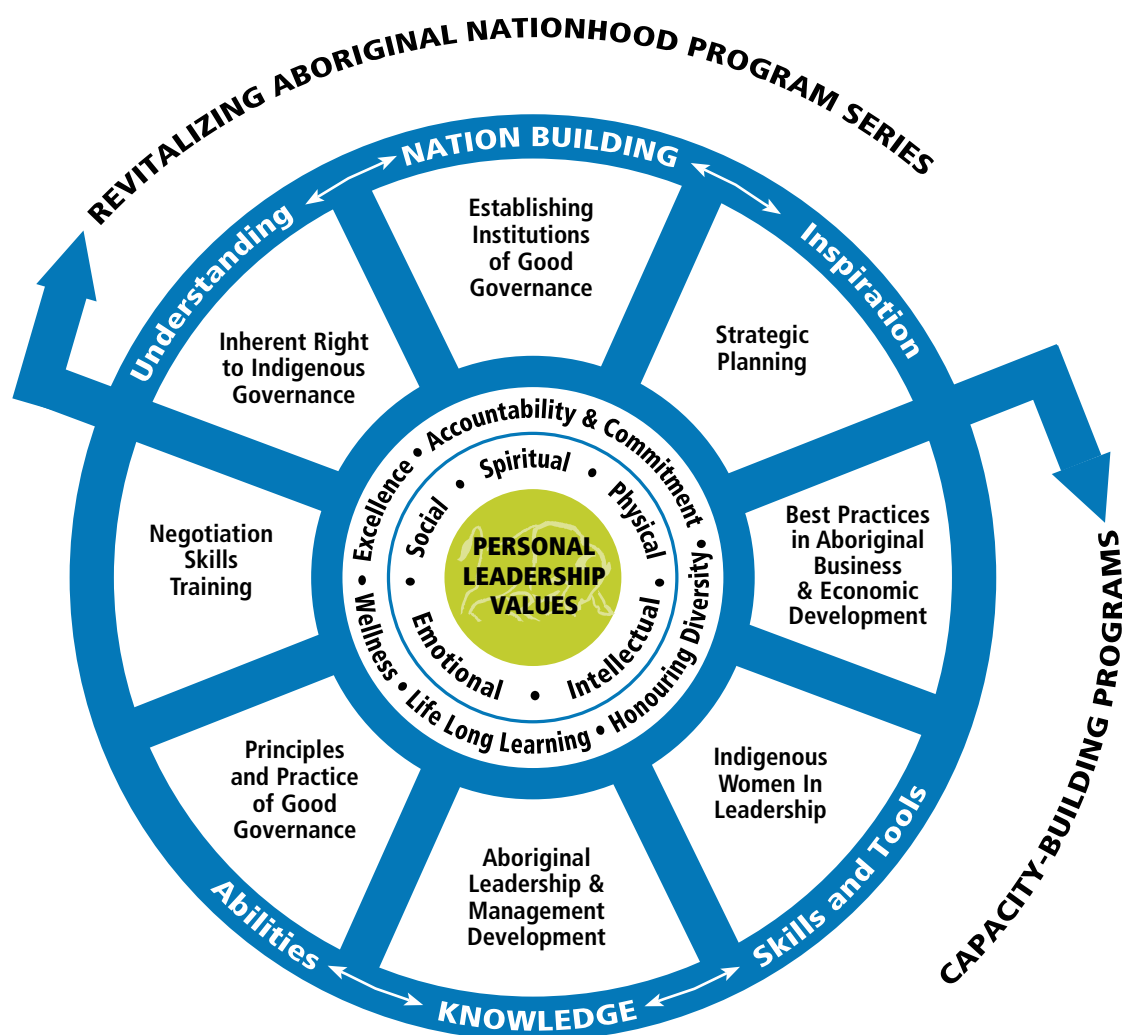 REVITALIZING ABORIGINAL NATIONHOOD PROGRAM SERIES
Understanding
NATION BUILDING
Inspiration
Establishing
Institutions
of Good
Governance
Inherent Right
to Indigenous
Governance
Strategic
Planning
Negotiation
Skills
Training
Best Practices
in Aboriginal
Business
& Economic
Development
• Excellence • Accountability & Commitment • Honouring Diversity • Life Long Learning • Wellness
• Social • Spiritual • Physical • Intellectual • Emotional
PERSONAL
LEADERSHIP
VALUES
Principles
and Practice
of Good
Governance
Indigenous
Women In
Leadership
Aboriginal
Leadership &
Management
Development
Abilities
KNOWLEDGE
Skills and Tools
CAPACITY-BUILDING PROGRAMS